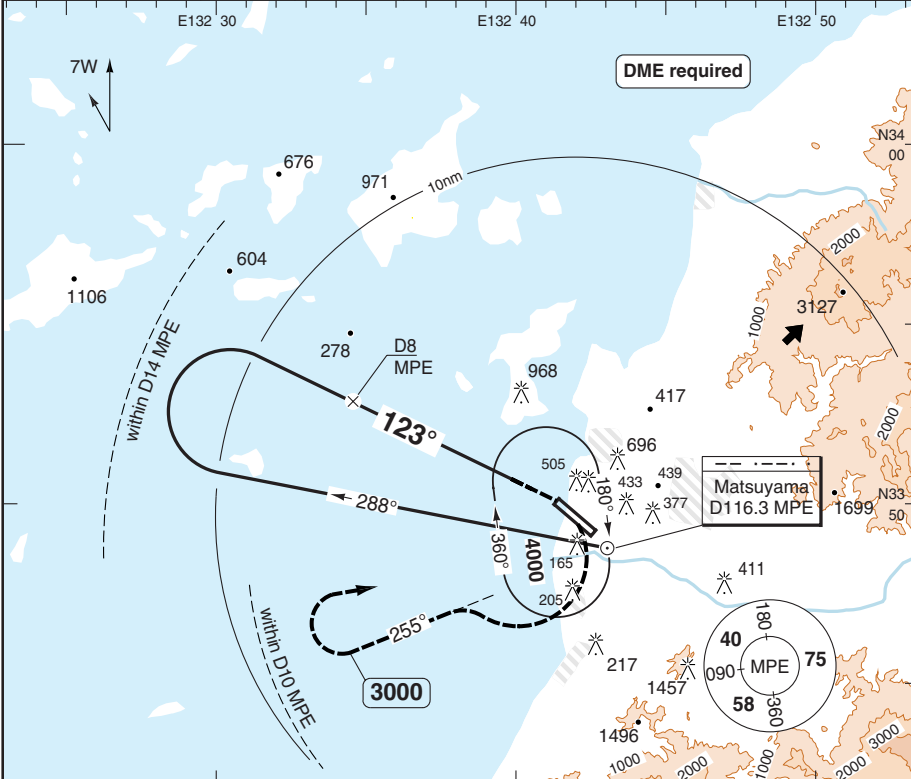 E132 30
E132 40
E132 50
7W
DME required
N34
00
676
971
10nm
2000
604
1106
3127
1000
278
D8
MPE
within D14 MPE
968
417
2000
123°
696
505
439
433
377
180°
Matsuyama
D116.3 MPE
1699
N33
50
288°
360°
4000
165
411
205
within D10 MPE
255°
217
1457
3000
180
40
75
090
MPE
58
360
1496
1000
2000
1000
2000
3000